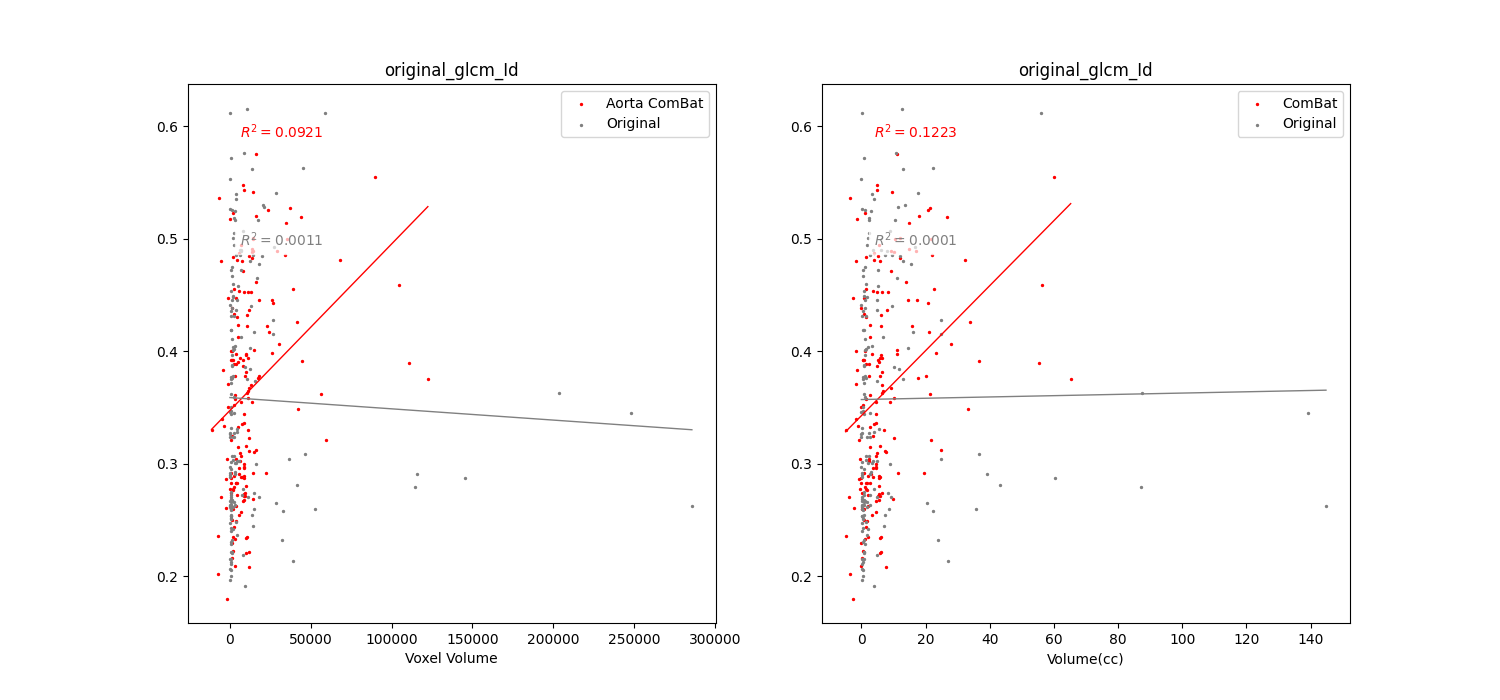 original_glcm_Id
Aorta ComBat
Original
R² = 0.0921
R² = 0.0011
0.6
0.5
0.4
0.3
0.2
0
50000
100000
150000
200000
250000
300000
Voxel Volume
original_glcm_Id
ComBat
Original
R² = 0.1223
R² = 0.0001
0.6
0.5
0.4
0.3
0.2
0
20
40
60
80
100
120
140
Volume(cc)